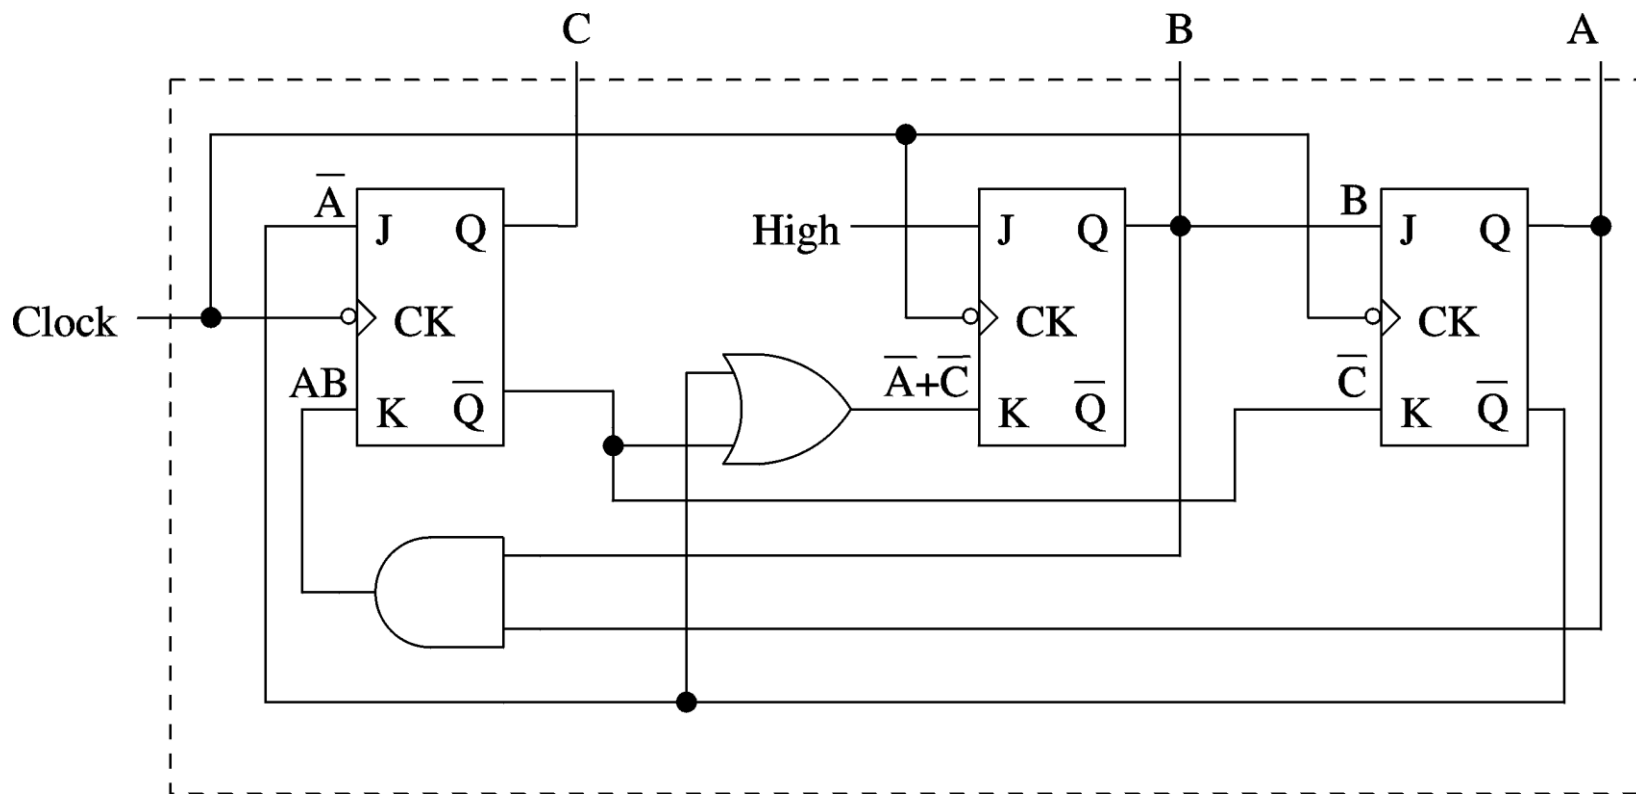 C B A
A̅ B
J Q High J Q J Q
Clock CK CK CK
AB A̅+C̅ C̅
K Q̅ K Q̅ K Q̅